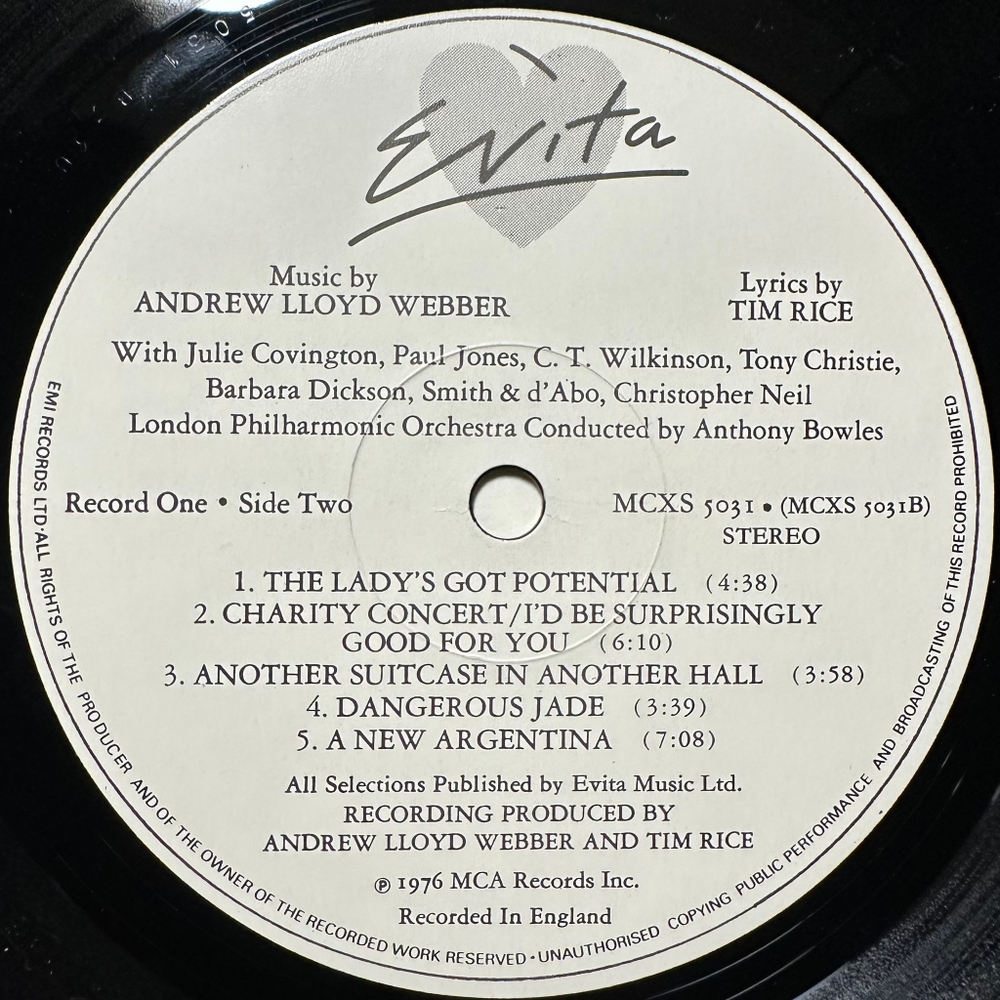 Evita
Music by
ANDREW LLOYD WEBBER
Lyrics by
TIM RICE
With Julie Covington, Paul Jones, C. T. Wilkinson, Tony Christie,
Barbara Dickson, Smith & d'Abo, Christopher Neil
London Philharmonic Orchestra Conducted by Anthony Bowles
Record One • Side Two
MCXS 5031 • (MCXS 5031B)
STEREO
1. THE LADY'S GOT POTENTIAL (4:38)
2. CHARITY CONCERT/I'D BE SURPRISINGLY
GOOD FOR YOU (6:10)
3. ANOTHER SUITCASE IN ANOTHER HALL (3:58)
4. DANGEROUS JADE (3:39)
5. A NEW ARGENTINA (7:08)
All Selections Published by Evita Music Ltd.
RECORDING PRODUCED BY
ANDREW LLOYD WEBBER AND TIM RICE
℗ 1976 MCA Records Inc.
Recorded In England
EMI RECORDS LTD·ALL RIGHTS OF THE PRODUCER AND OF THE OWNER OF THE RECORDED WORK RESERVED·UNAUTHORISED COPYING PUBLIC PERFORMANCE AND BROADCASTING OF THIS RECORD PROHIBITED